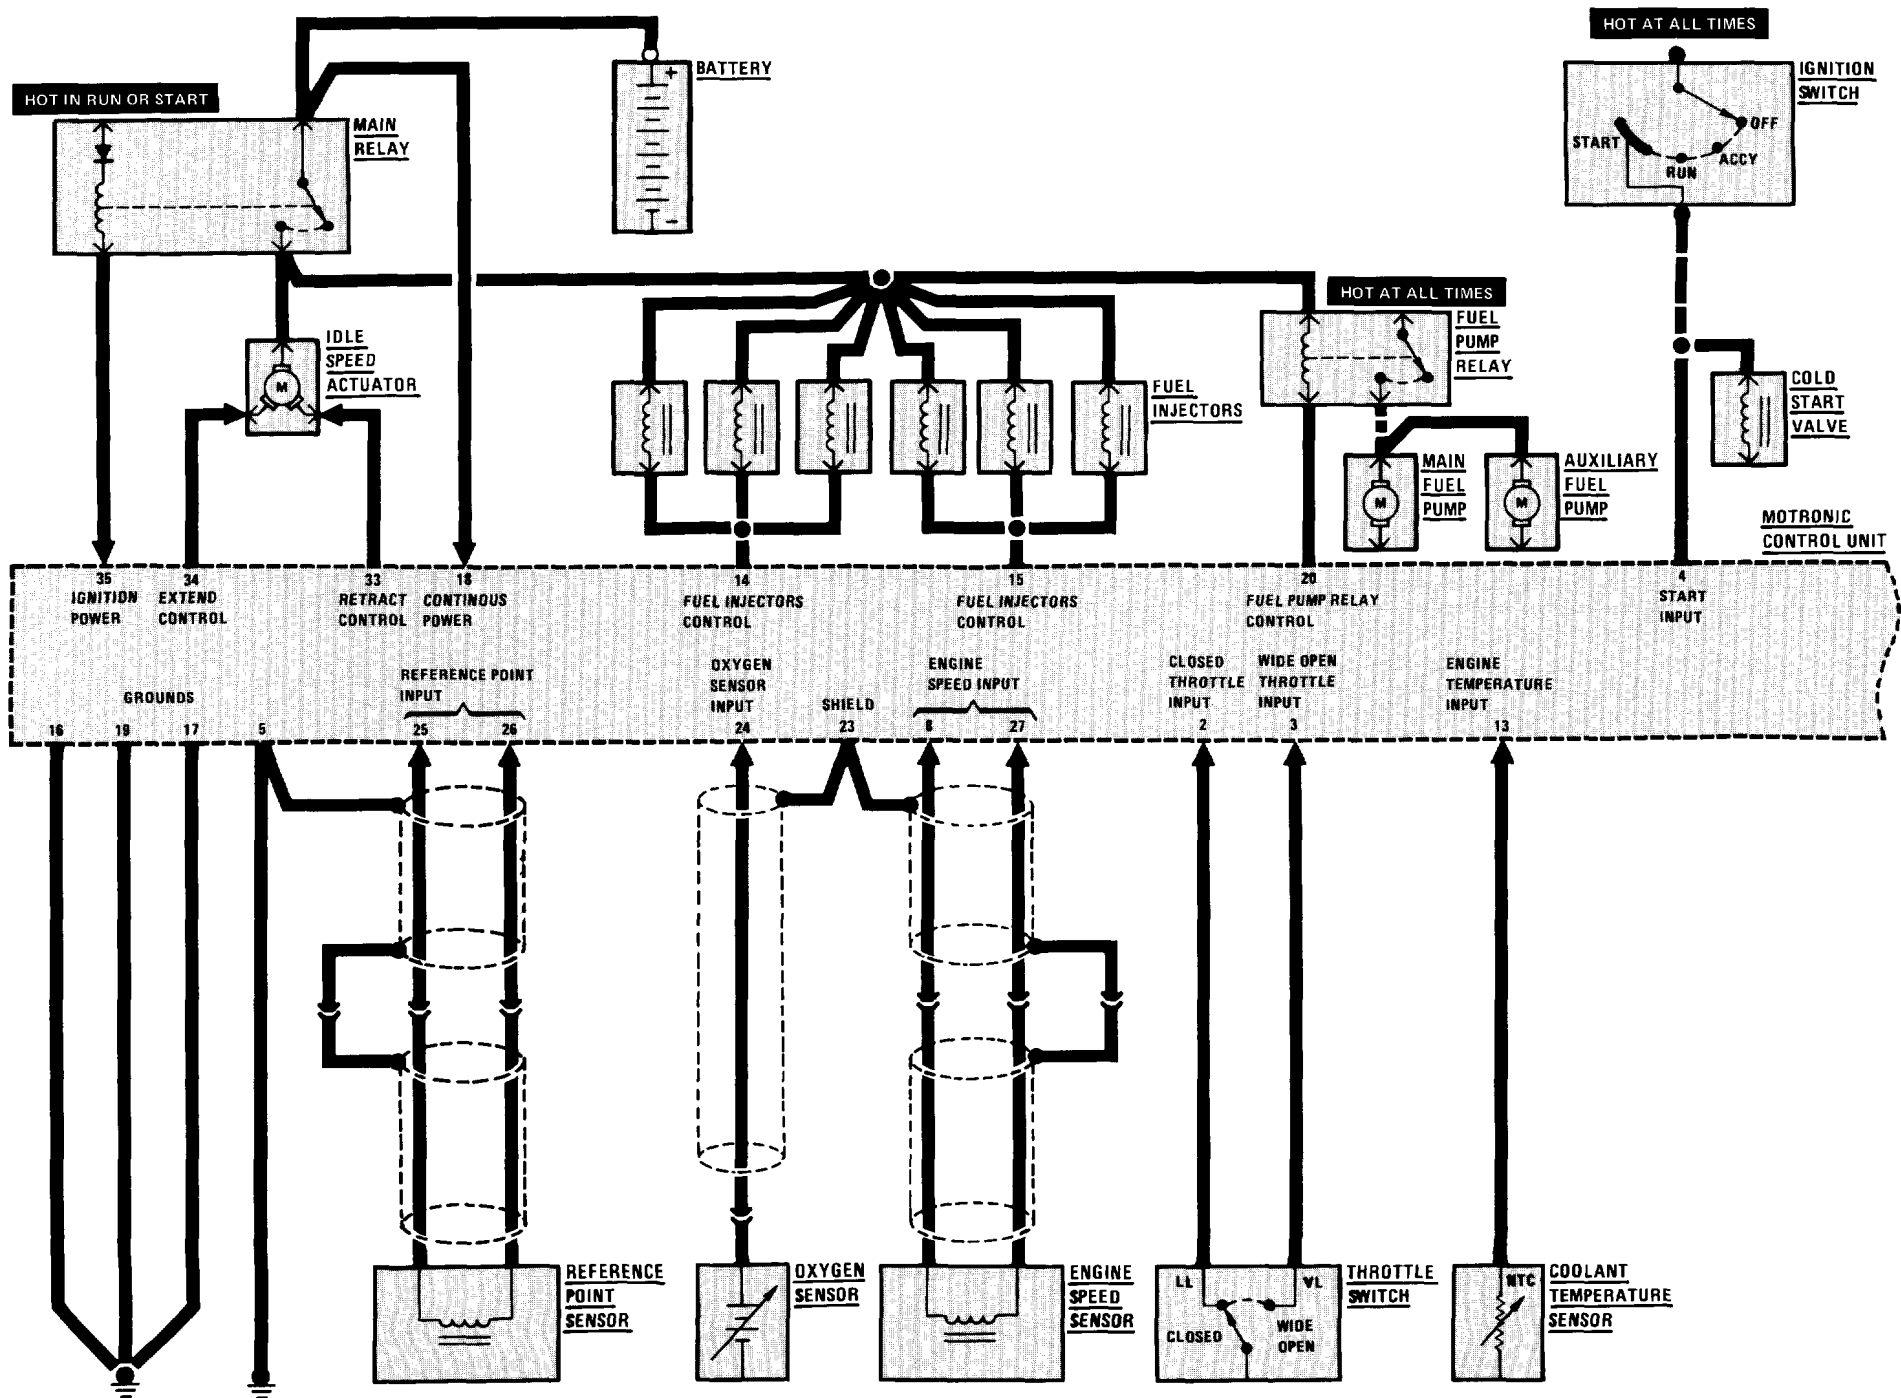 HOT AT ALL TIMES
BATTERY
+
-
IGNITION
SWITCH
OFF
START
ACCY
RUN
HOT IN RUN OR START
MAIN
RELAY
HOT AT ALL TIMES
FUEL
PUMP
RELAY
IDLE
SPEED
ACTUATOR
M
FUEL
INJECTORS
COLD
START
VALVE
MAIN
FUEL
PUMP
M
AUXILIARY
FUEL
PUMP
M
MOTRONIC
CONTROL UNIT
35
IGNITION
POWER
34
EXTEND
CONTROL
33
RETRACT
CONTROL
18
CONTINOUS
POWER
14
FUEL INJECTORS
CONTROL
15
FUEL INJECTORS
CONTROL
20
FUEL PUMP RELAY
CONTROL
4
START
INPUT
GROUNDS
16
19
17
5
REFERENCE POINT
INPUT
25
26
OXYGEN
SENSOR
INPUT
24
SHIELD
23
ENGINE
SPEED INPUT
8
27
CLOSED
THROTTLE
INPUT
2
WIDE OPEN
THROTTLE
INPUT
3
ENGINE
TEMPERATURE
INPUT
13
REFERENCE
POINT
SENSOR
OXYGEN
SENSOR
ENGINE
SPEED
SENSOR
LL
VL
CLOSED
WIDE
OPEN
THROTTLE
SWITCH
NTC
COOLANT
TEMPERATURE
SENSOR